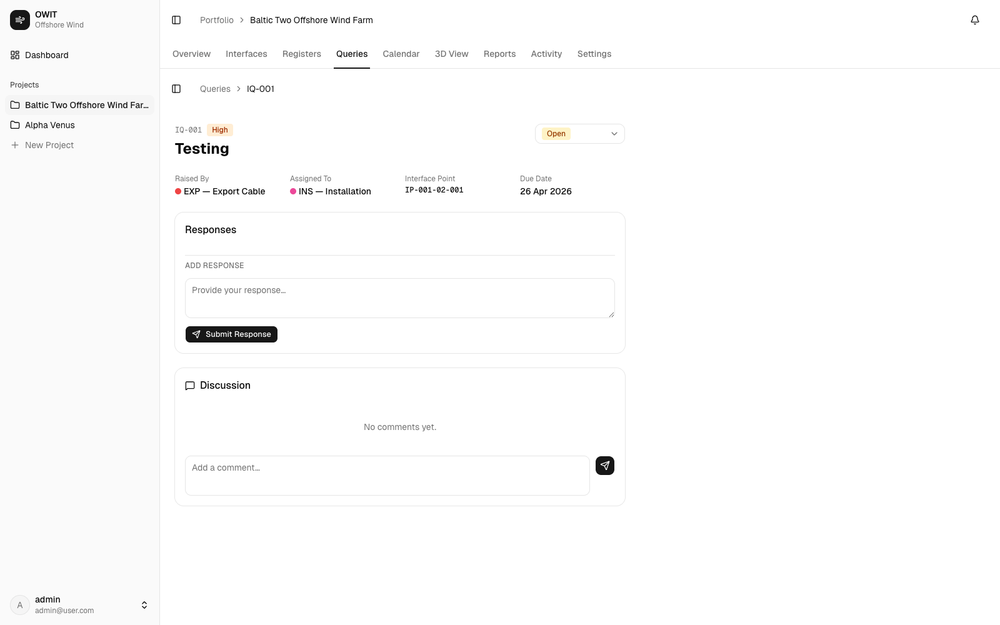 OWIT
Offshore Wind
Dashboard
Projects
Baltic Two Offshore Wind Far...
Alpha Venus
New Project
A
admin
admin@user.com
Portfolio > Baltic Two Offshore Wind Farm
Overview Interfaces Registers Queries Calendar 3D View Reports Activity Settings
Queries > IQ-001
IQ-001 High
Open
Testing
Raised By Assigned To Interface Point Due Date
EXP — Export Cable INS — Installation IP-001-02-001 26 Apr 2026
Responses
ADD RESPONSE
Provide your response...
Submit Response
Discussion
No comments yet.
Add a comment...